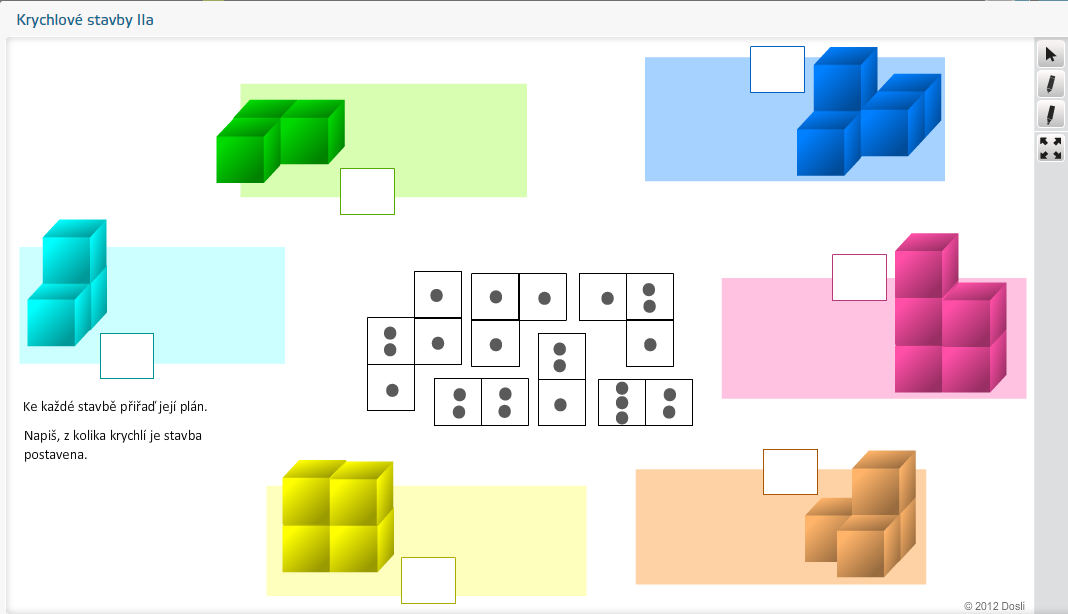 Krychlové stavby IIa
Ke každé stavbě přiřaď její plán.
Napiš, z kolika krychlí je stavba
postavena.
© 2012 Dosli